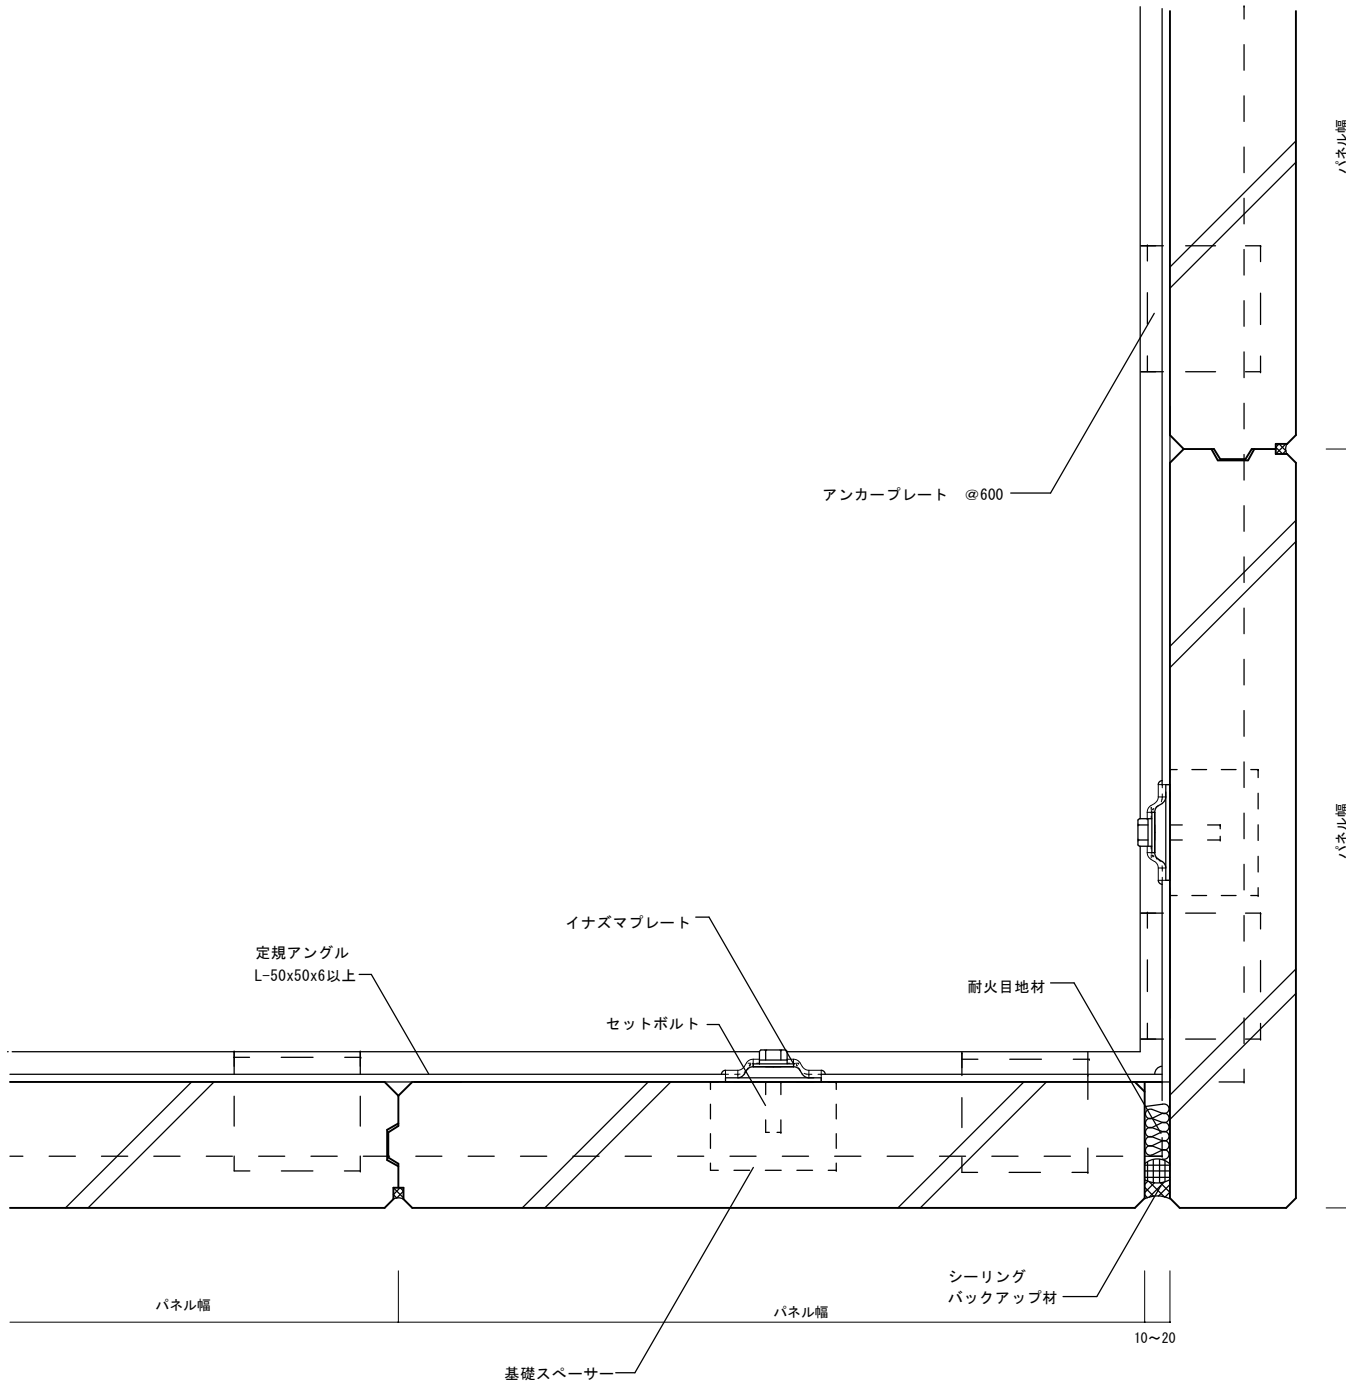 パネル幅
アンカープレート　@600
パネル幅
イナズマプレート
定規アングル
L-50x50x6以上
耐火目地材
セットボルト
シーリング
バックアップ材
パネル幅
パネル幅
10～20
基礎スペーサー